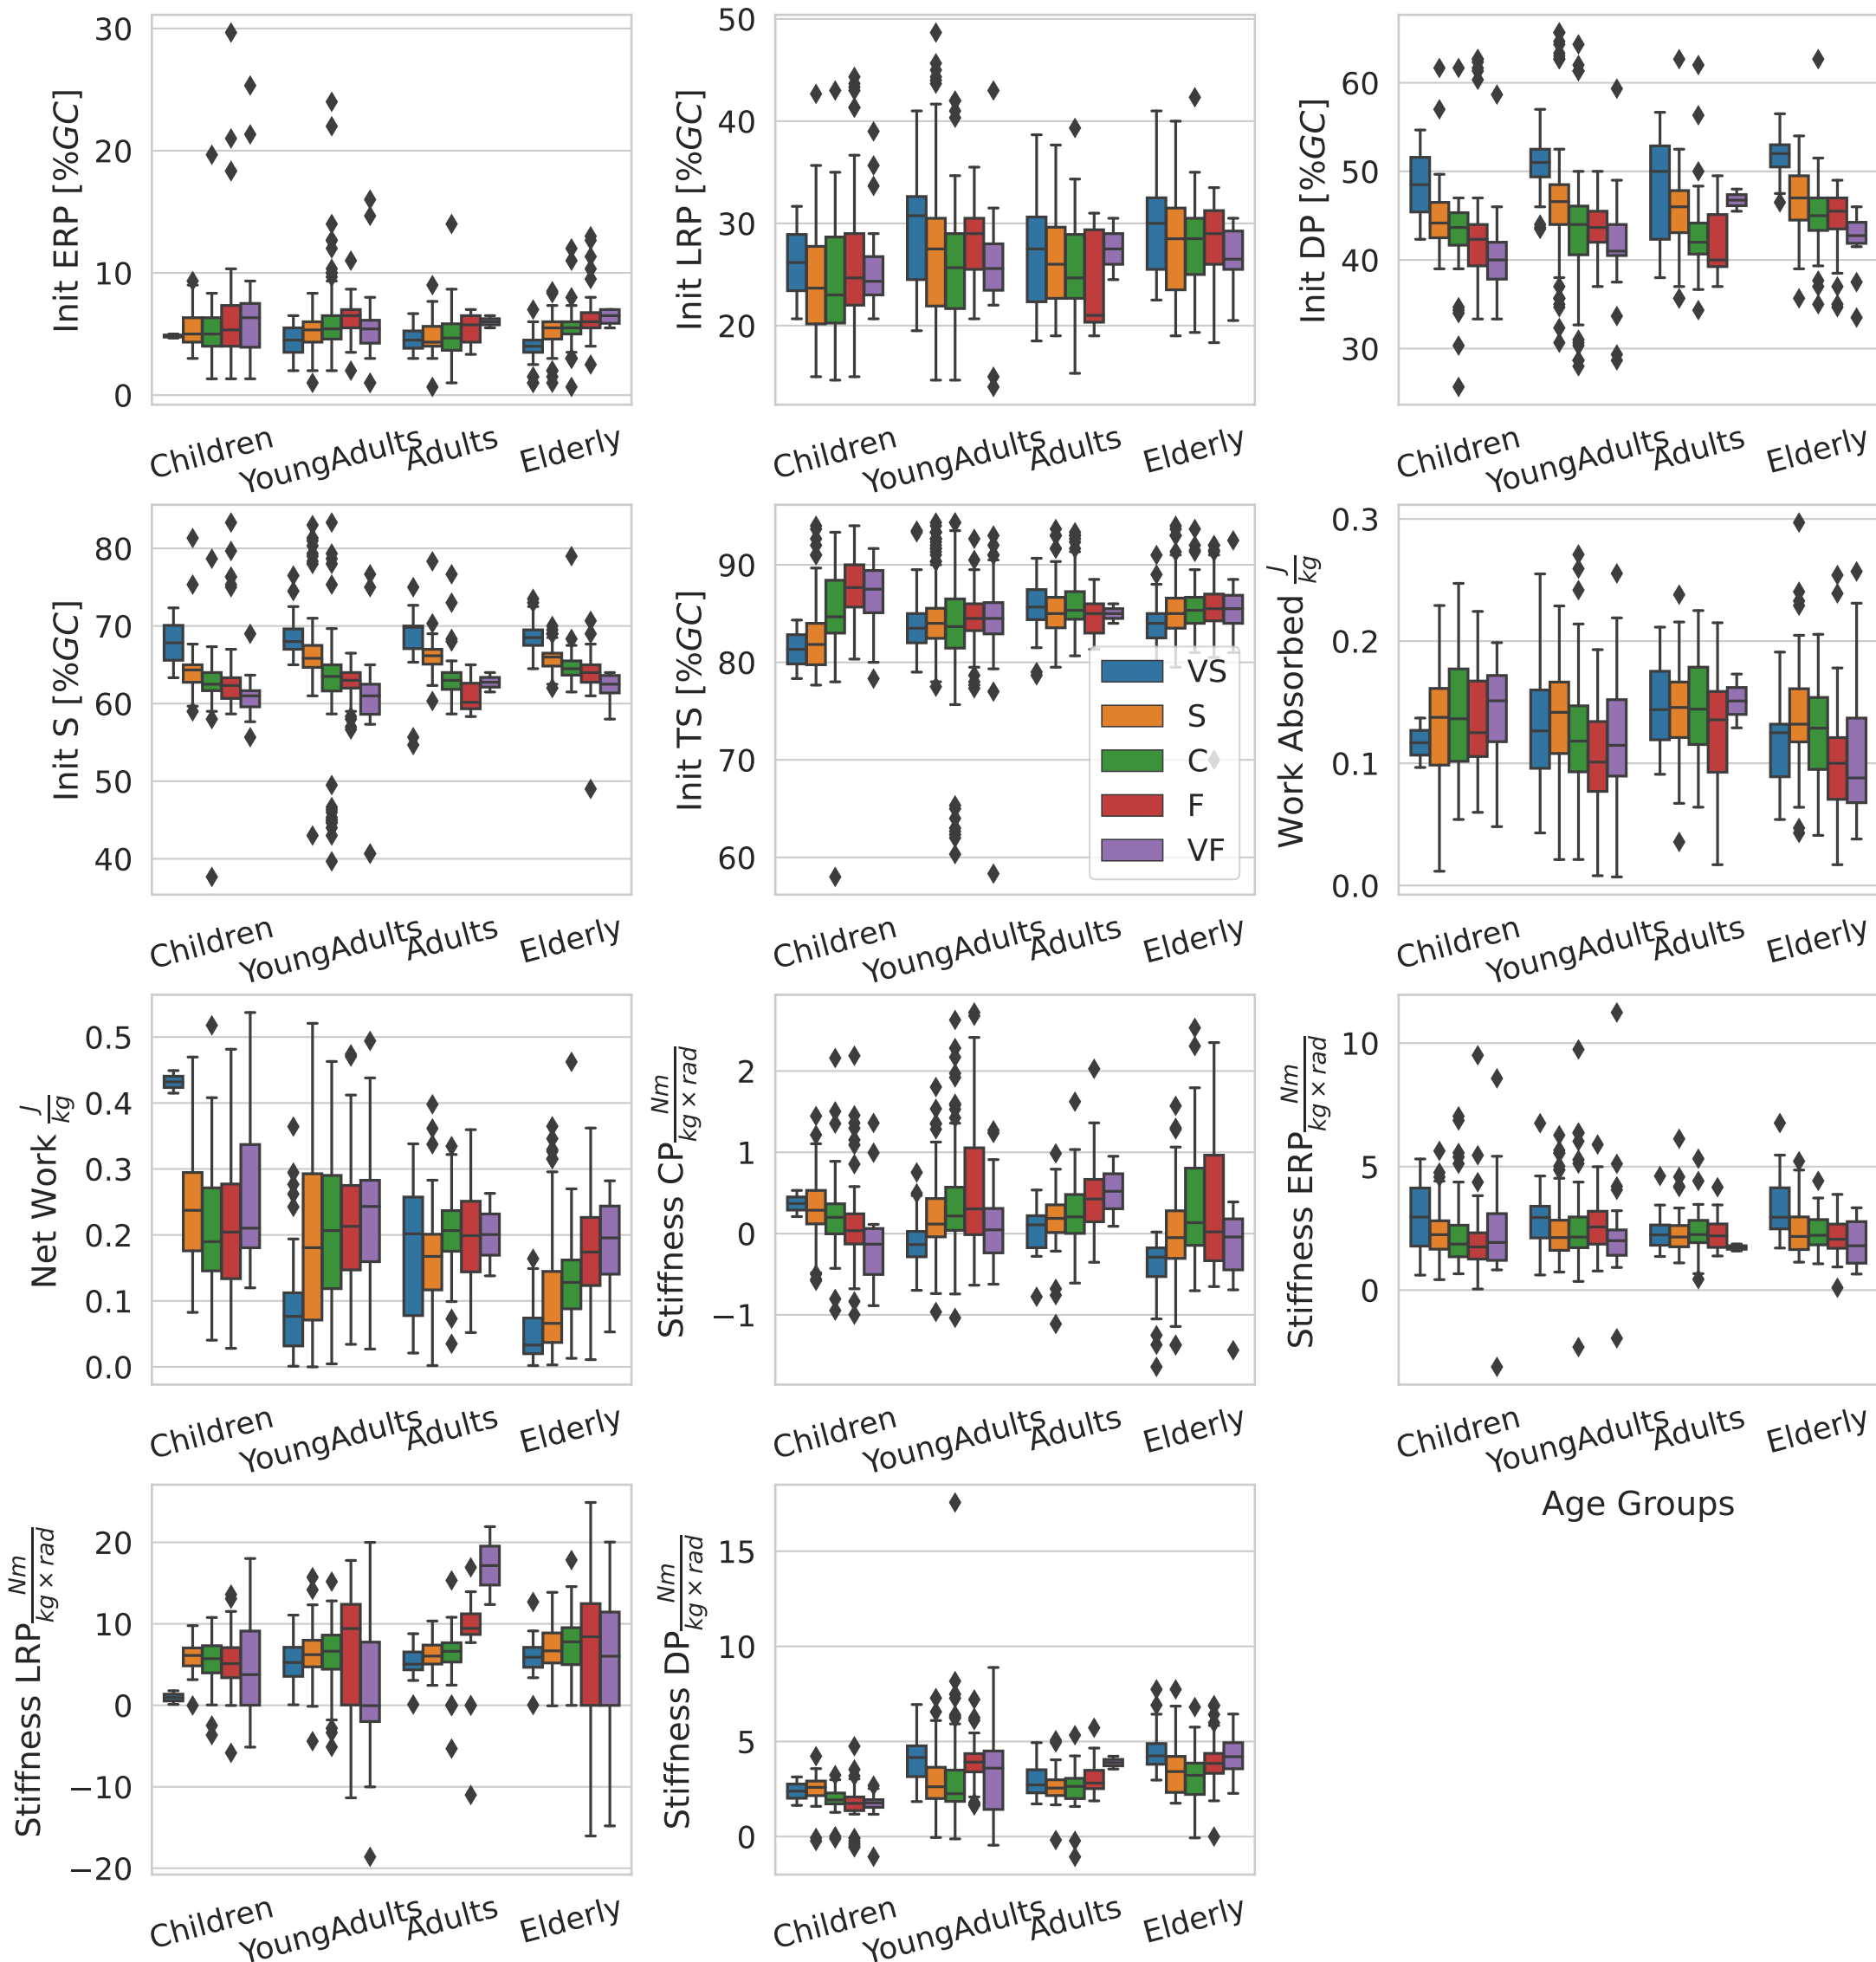 Init ERP [%GC]
30
20
10
0
Children YoungAdults Adults Elderly
Init LRP [%GC]
50
40
30
20
Children YoungAdults Adults Elderly
Init DP [%GC]
60
50
40
30
Children YoungAdults Adults Elderly
Init S [%GC]
80
70
60
50
40
Children YoungAdults Adults Elderly
Init TS [%GC]
90
80
70
60
VS
S
C
F
VF
Children YoungAdults Adults Elderly
Work Absorbed J/kg
0.3
0.2
0.1
0.0
Children YoungAdults Adults Elderly
Net Work J/kg
0.5
0.4
0.3
0.2
0.1
0.0
Children YoungAdults Adults Elderly
Stiffness CP Nm/kg × rad
2
1
0
−1
Children YoungAdults Adults Elderly
Stiffness ERP Nm/kg × rad
10
5
0
Children YoungAdults Adults Elderly
Age Groups
Stiffness LRP Nm/kg × rad
20
10
0
−10
−20
Children YoungAdults Adults Elderly
Stiffness DP Nm/kg × rad
15
10
5
0
Children YoungAdults Adults Elderly